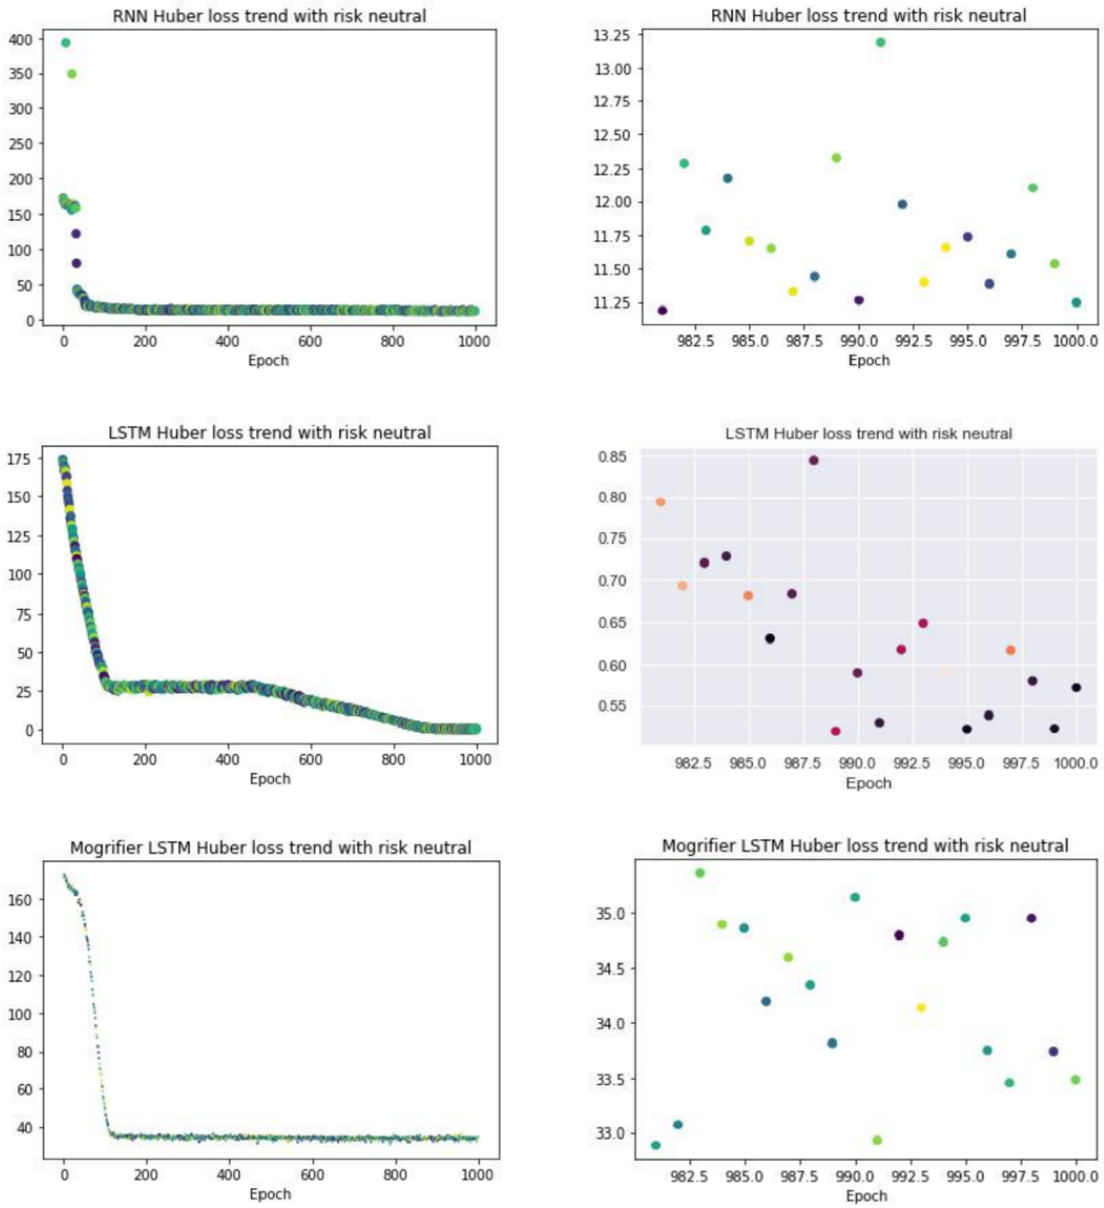 RNN Huber loss trend with risk neutral
400
350
300
250
200
150
100
50
0
0 200 400 600 800 1000
Epoch
RNN Huber loss trend with risk neutral
13.25
13.00
12.75
12.50
12.25
12.00
11.75
11.50
11.25
982.5 985.0 987.5 990.0 992.5 995.0 997.5 1000.0
Epoch
LSTM Huber loss trend with risk neutral
175
150
125
100
75
50
25
0
0 200 400 600 800 1000
Epoch
LSTM Huber loss trend with risk neutral
0.85
0.80
0.75
0.70
0.65
0.60
0.55
982.5 985.0 987.5 990.0 992.5 995.0 997.5 1000.0
Epoch
Mogrifier LSTM Huber loss trend with risk neutral
160
140
120
100
80
60
40
0 200 400 600 800 1000
Epoch
Mogrifier LSTM Huber loss trend with risk neutral
35.0
34.5
34.0
33.5
33.0
982.5 985.0 987.5 990.0 992.5 995.0 997.5 1000.0
Epoch